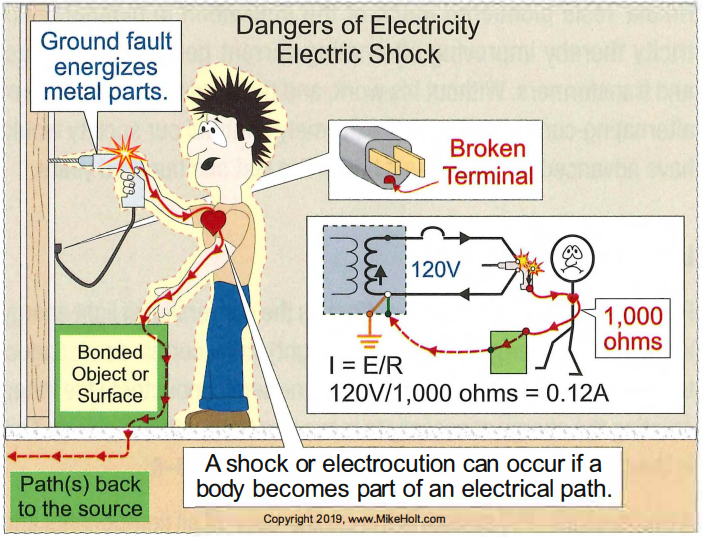 Dangers of Electricity
Electric Shock
Ground fault
energizes
metal parts.
Broken
Terminal
120V
1,000
ohms
I = E/R
120V/1,000 ohms = 0.12A
Bonded
Object or
Surface
A shock or electrocution can occur if a
body becomes part of an electrical path.
Path(s) back
to the source
Copyright 2019, www.MikeHolt.com